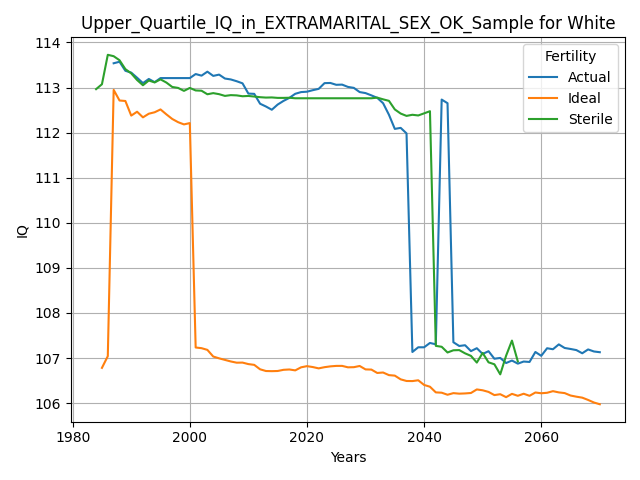 Upper_Quartile_IQ_in_EXTRAMARITAL_SEX_OK_Sample for White
114
113
112
111
110
109
108
107
106
IQ
Fertility
Actual
Ideal
Sterile
1980
2000
2020
2040
2060
Years